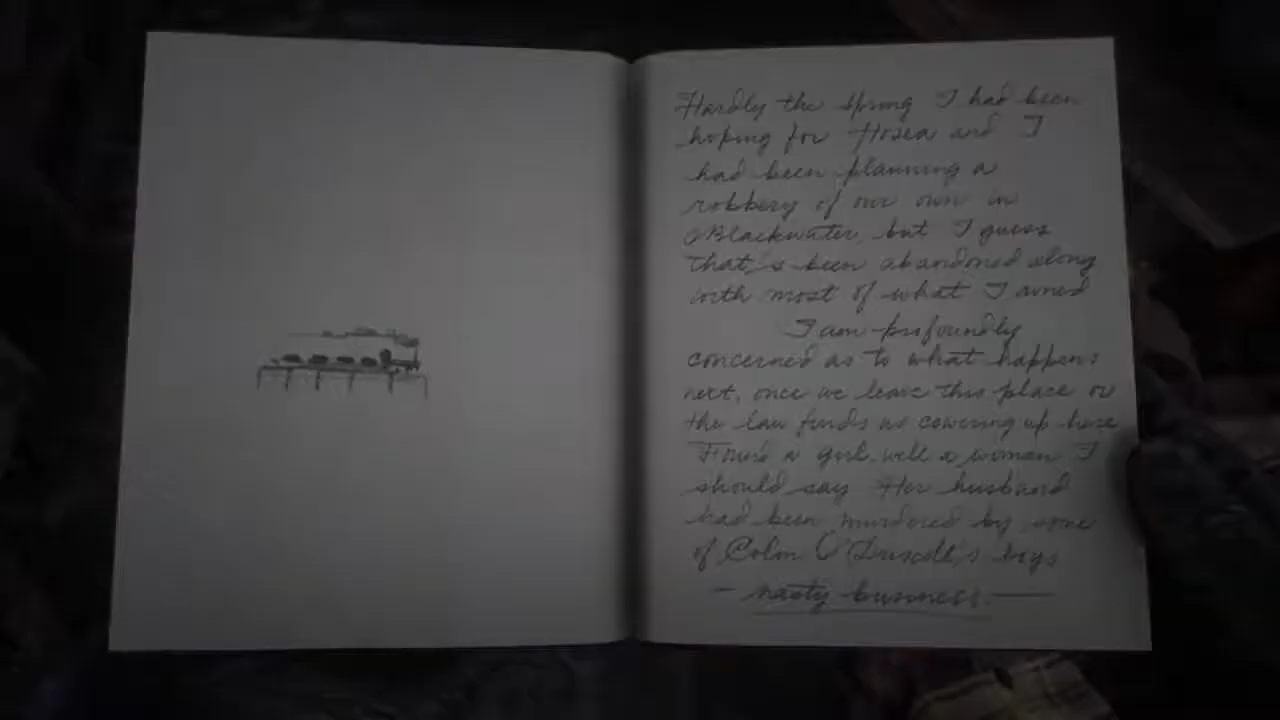 Hardly the spring I had been
hoping for Hosea and I
had been planning a
robbery of our own in
Blackwater, but I guess
that's been abandoned along
with most of what I owned
I am profoundly
concerned as to what happens
next, once we leave this place or
the law finds us cowering up here
Found a girl, well a woman I
should say Her husband
had been murdered by some
of Colm O'Driscoll's boys
- nasty business. -